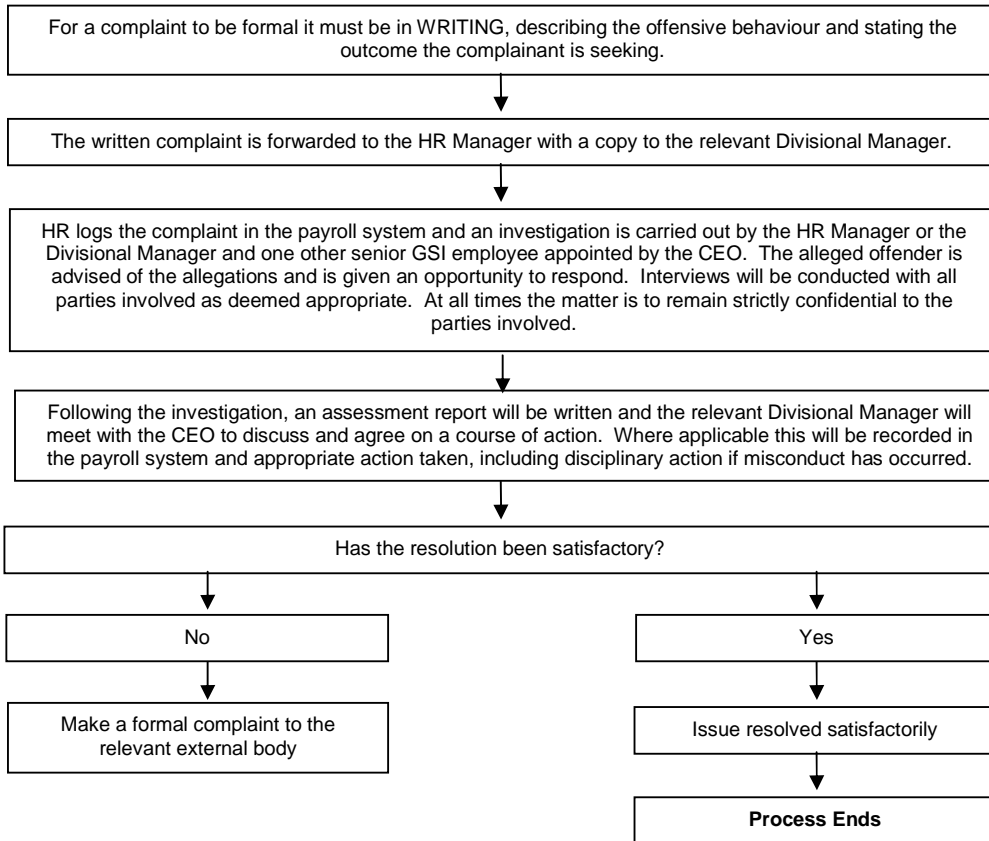 For a complaint to be formal it must be in WRITING, describing the offensive behaviour and stating the
outcome the complainant is seeking.
The written complaint is forwarded to the HR Manager with a copy to the relevant Divisional Manager.
HR logs the complaint in the payroll system and an investigation is carried out by the HR Manager or the
Divisional Manager and one other senior GSI employee appointed by the CEO. The alleged offender is
advised of the allegations and is given an opportunity to respond. Interviews will be conducted with all
parties involved as deemed appropriate. At all times the matter is to remain strictly confidential to the
parties involved.
Following the investigation, an assessment report will be written and the relevant Divisional Manager will
meet with the CEO to discuss and agree on a course of action. Where applicable this will be recorded in
the payroll system and appropriate action taken, including disciplinary action if misconduct has occurred.
Has the resolution been satisfactory?
No
Yes
Make a formal complaint to the
relevant external body
Issue resolved satisfactorily
Process Ends